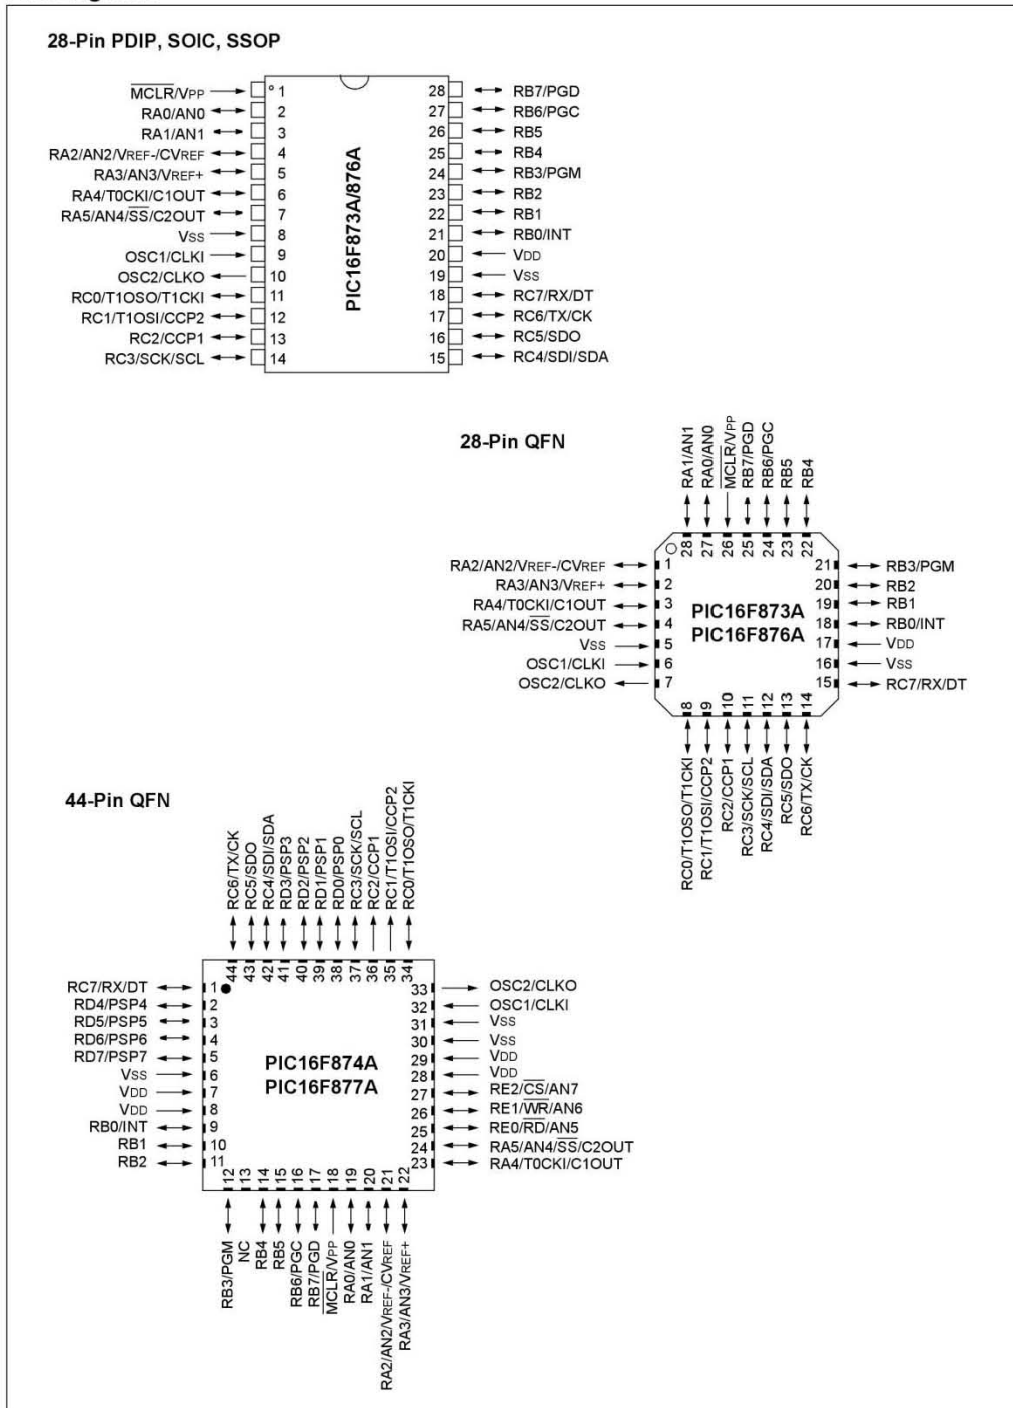 28-Pin PDIP, SOIC, SSOP
MCLR/VPP 1 28 RB7/PGD
RA0/AN0 2 27 RB6/PGC
RA1/AN1 3 26 RB5
RA2/AN2/VREF-/CVREF 4 25 RB4
RA3/AN3/VREF+ 5 24 RB3/PGM
RA4/T0CKI/C1OUT 6 23 RB2
RA5/AN4/SS/C2OUT 7 22 RB1
VSS 8 21 RB0/INT
OSC1/CLKI 9 20 VDD
OSC2/CLKO 10 19 VSS
RC0/T1OSO/T1CKI 11 18 RC7/RX/DT
RC1/T1OSI/CCP2 12 17 RC6/TX/CK
RC2/CCP1 13 16 RC5/SDO
RC3/SCK/SCL 14 15 RC4/SDI/SDA
PIC16F873A/876A
28-Pin QFN
RA1/AN1
RA0/AN0
MCLR/VPP
RB7/PGD
RB6/PGC
RB5
RB4
28 27 26 25 24 23 22
RA2/AN2/VREF-/CVREF 1 21 RB3/PGM
RA3/AN3/VREF+ 2 20 RB2
RA4/T0CKI/C1OUT 3 19 RB1
RA5/AN4/SS/C2OUT 4 18 RB0/INT
VSS 5 17 VDD
OSC1/CLKI 6 16 VSS
OSC2/CLKO 7 15 RC7/RX/DT
PIC16F873A
PIC16F876A
8 9 10 11 12 13 14
RC0/T1OSO/T1CKI
RC1/T1OSI/CCP2
RC2/CCP1
RC3/SCK/SCL
RC4/SDI/SDA
RC5/SDO
RC6/TX/CK
44-Pin QFN
RC6/TX/CK
RC5/SDO
RC4/SDI/SDA
RD3/PSP3
RD2/PSP2
RD1/PSP1
RD0/PSP0
RC3/SCK/SCL
RC2/CCP1
RC1/T1OSI/CCP2
RC0/T1OSO/T1CKI
44 43 42 41 40 39 38 37 36 35 34
RC7/RX/DT 1 33 OSC2/CLKO
RD4/PSP4 2 32 OSC1/CLKI
RD5/PSP5 3 31 VSS
RD6/PSP6 4 30 VSS
RD7/PSP7 5 29 VDD
VSS 6 28 VDD
VDD 7 27 RE2/CS/AN7
VDD 8 26 RE1/WR/AN6
RB0/INT 9 25 RE0/RD/AN5
RB1 10 24 RA5/AN4/SS/C2OUT
RB2 11 23 RA4/T0CKI/C1OUT
PIC16F874A
PIC16F877A
12 13 14 15 16 17 18 19 20 21 22
RB3/PGM
NC
RB4
RB5
RB6/PGC
RB7/PGD
MCLR/VPP
RA0/AN0
RA1/AN1
RA2/AN2/VREF-/CVREF
RA3/AN3/VREF+